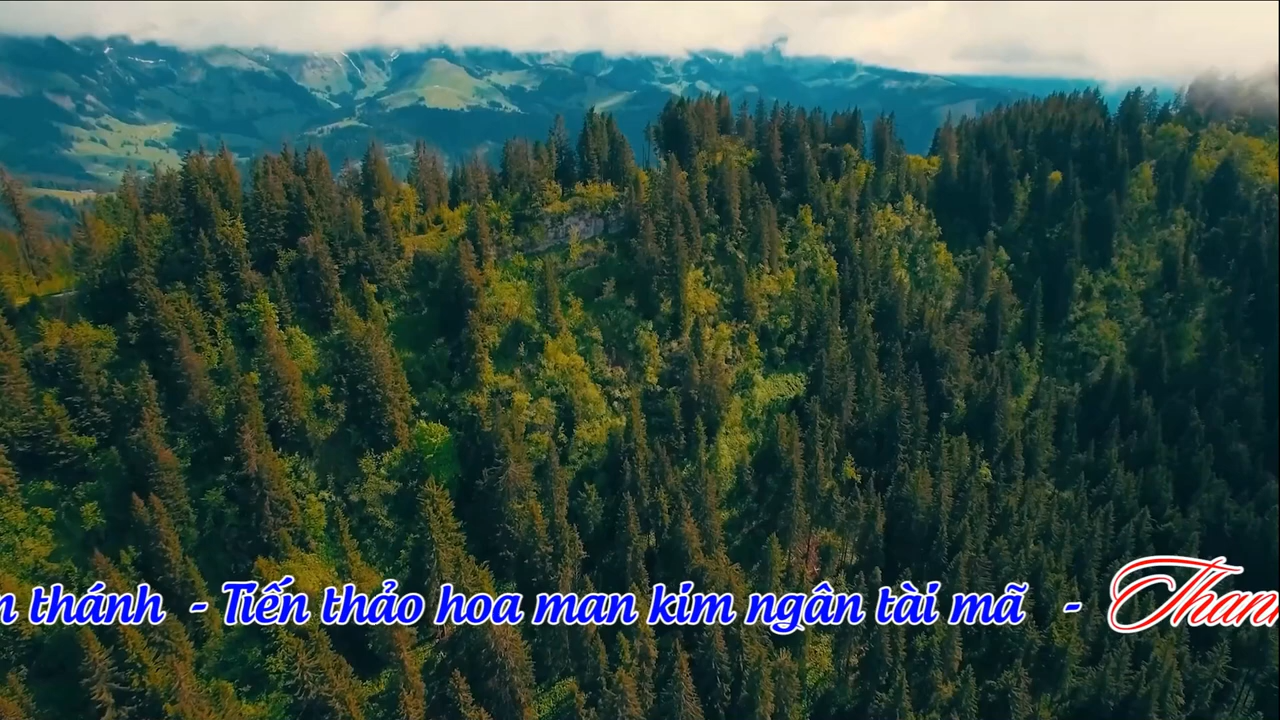 thánh - Tiến thảo hoa man kim ngân tài mã -